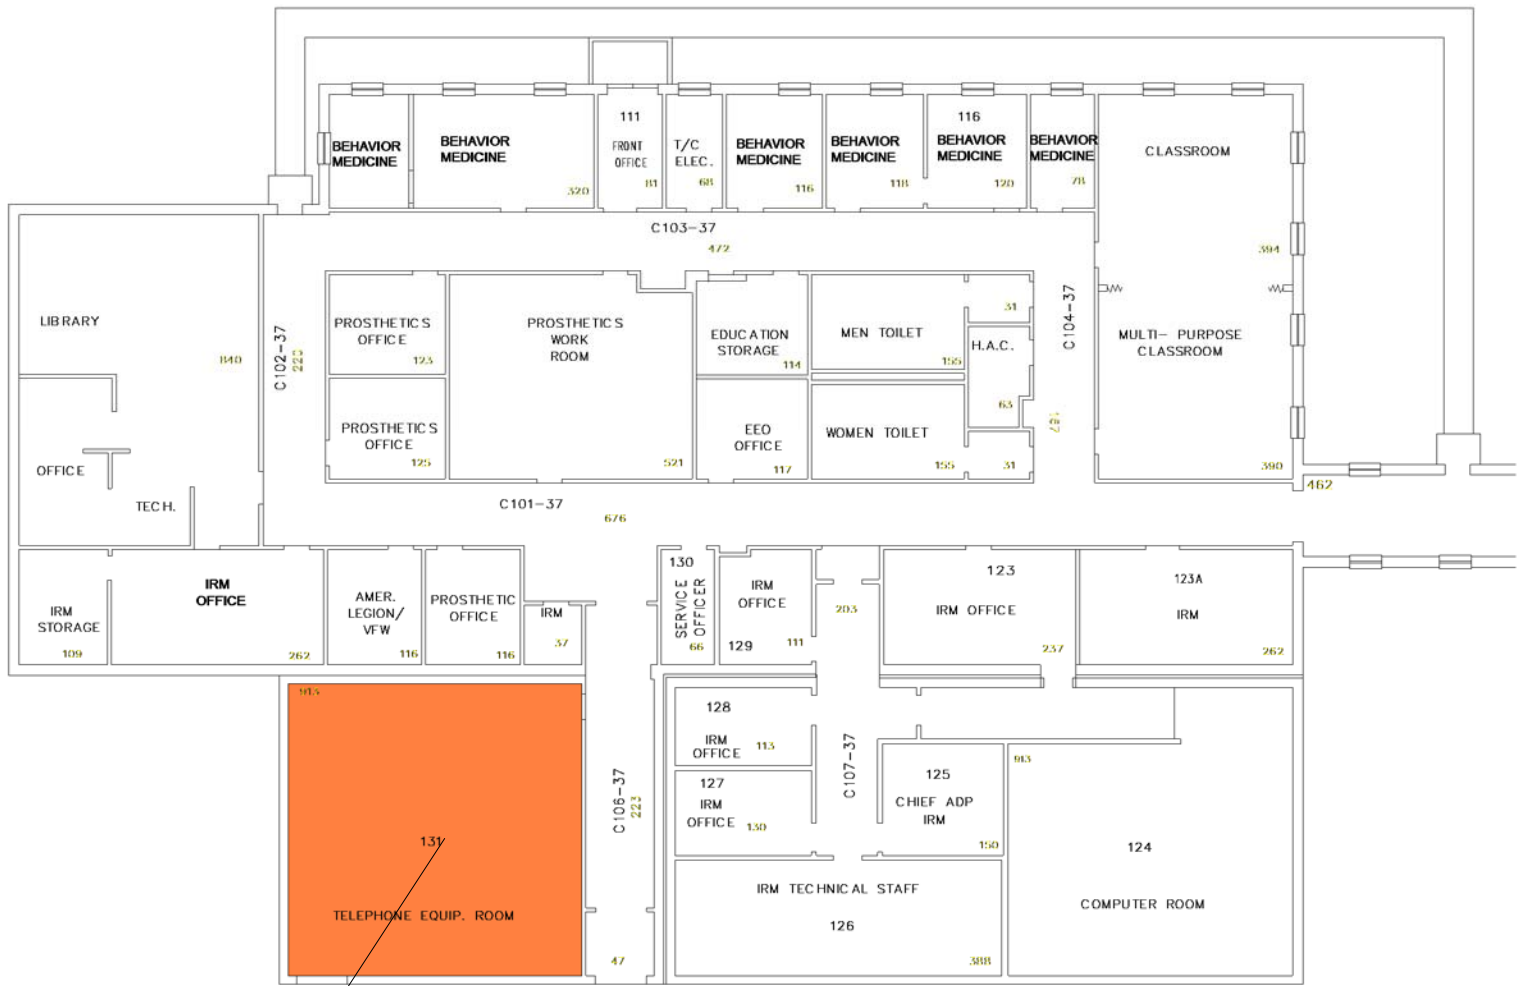 111
116
BEHAVIOR
MEDICINE
BEHAVIOR
MEDICINE
FRONT
OFFICE
T/C
ELEC.
BEHAVIOR
MEDICINE
BEHAVIOR
MEDICINE
BEHAVIOR
MEDICINE
BEHAVIOR
MEDICINE
CLASSROOM
320
81
68
116
118
120
78
C103-37
472
394
LIBRARY
840
C102-37
PROSTHETICS
OFFICE
123
PROSTHETICS
WORK
ROOM
EDUCATION
STORAGE
114
MEN TOILET
155
31
H.A.C.
63
C104-37
MULTI- PURPOSE
CLASSROOM
PROSTHETICS
OFFICE
125
521
EEO
OFFICE
117
WOMEN TOILET
155
31
167
390
462
OFFICE
TECH.
C101-37
676
IRM
STORAGE
109
IRM
OFFICE
262
AMER.
LEGION/
VFW
116
PROSTHETIC
OFFICE
116
IRM
37
130
SERVICE
OFFICER
66
IRM
OFFICE
129
111
203
123
IRM OFFICE
237
123A
IRM
262
913
131
TELEPHONE EQUIP. ROOM
C106-37
223
47
128
IRM
OFFICE
113
127
IRM
OFFICE
130
C107-37
125
CHIEF ADP
IRM
150
913
124
COMPUTER ROOM
IRM TECHNICAL STAFF
126
388